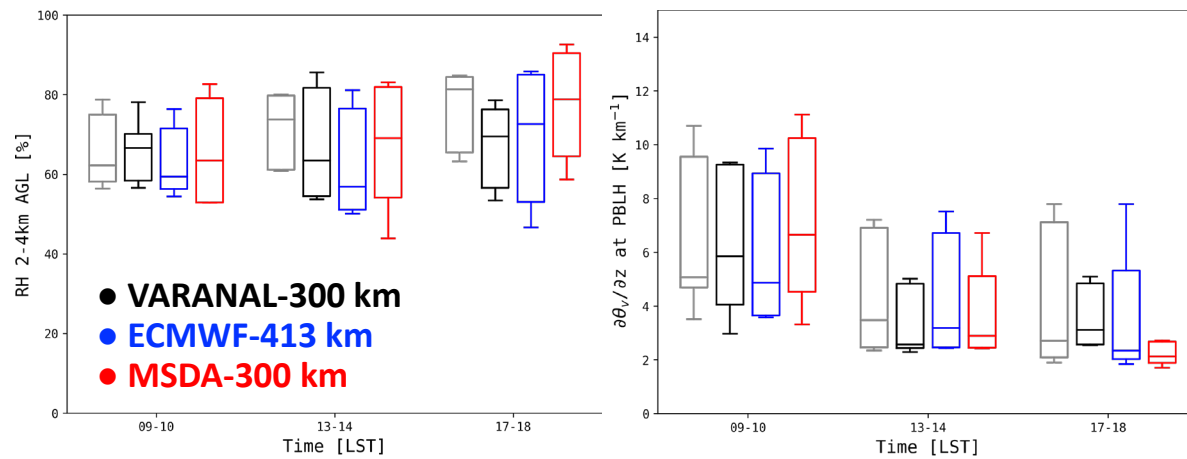 100
80
60
40
20
0
RH 2-4km AGL [%]
● VARANAL-300 km
● ECMWF-413 km
● MSDA-300 km
09-10
13-14
17-18
Time [LST]
14
12
10
8
6
4
2
0
∂θᵥ/∂z at PBLH [K km⁻¹]
09-10
13-14
17-18
Time [LST]